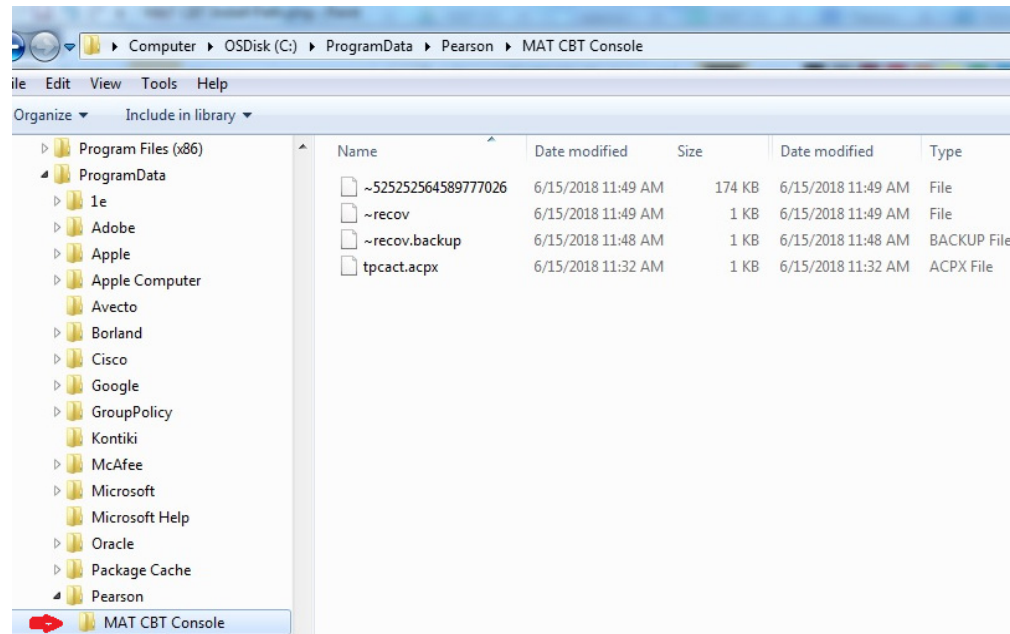 Computer ▸ OSDisk (C:) ▸ ProgramData ▸ Pearson ▸ MAT CBT Console
ile Edit View Tools Help
Organize Include in library
Program Files (x86)
ProgramData
1e
Adobe
Apple
Apple Computer
Avecto
Borland
Cisco
Google
GroupPolicy
Kontiki
McAfee
Microsoft
Microsoft Help
Oracle
Package Cache
Pearson
MAT CBT Console
Name Date modified Size Date modified Type
~525252564589777026 6/15/2018 11:49 AM 174 KB 6/15/2018 11:49 AM File
~recov 6/15/2018 11:49 AM 1 KB 6/15/2018 11:49 AM File
~recov.backup 6/15/2018 11:48 AM 1 KB 6/15/2018 11:48 AM BACKUP File
tpcact.acpx 6/15/2018 11:32 AM 1 KB 6/15/2018 11:32 AM ACPX File